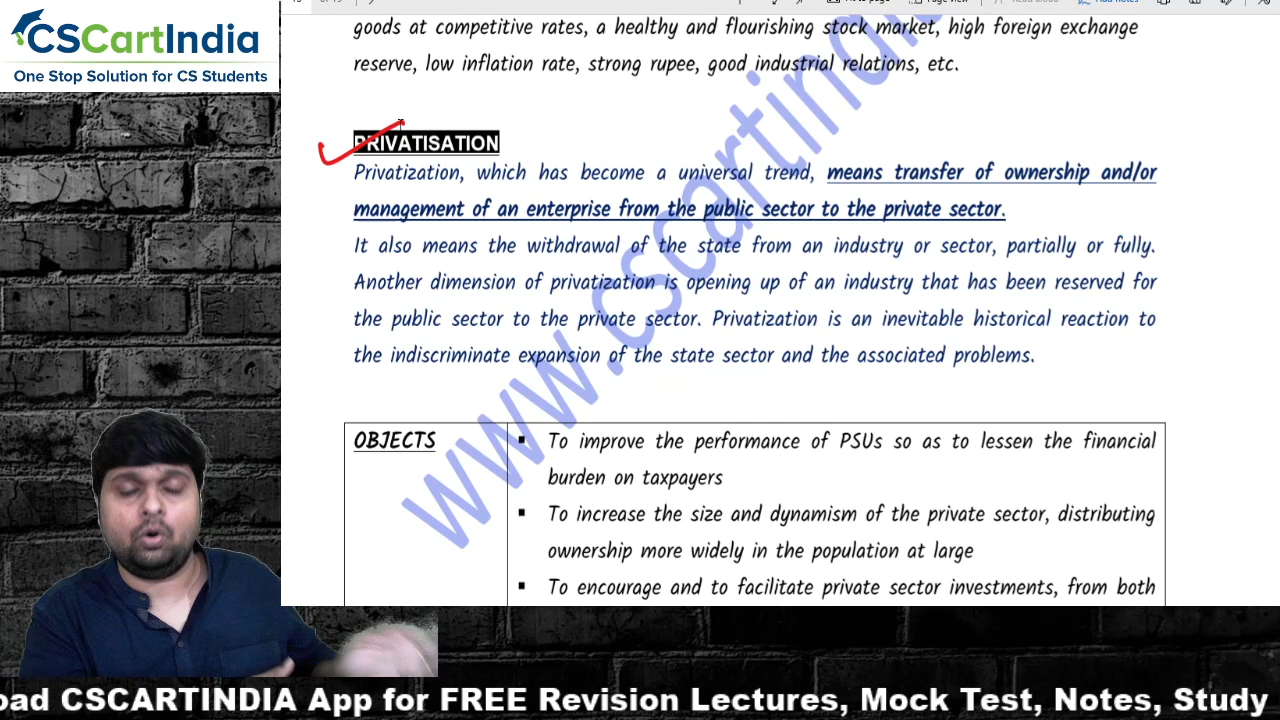 CSCartIndia
One Stop Solution for CS Students
goods at competitive rates, a healthy and flourishing stock market, high foreign exchange
reserve, low inflation rate, strong rupee, good industrial relations, etc.
PRIVATISATION
Privatization, which has become a universal trend, means transfer of ownership and/or
management of an enterprise from the public sector to the private sector.
It also means the withdrawal of the state from an industry or sector, partially or fully.
Another dimension of privatization is opening up of an industry that has been reserved for
the public sector to the private sector. Privatization is an inevitable historical reaction to
the indiscriminate expansion of the state sector and the associated problems.
www.cscartindia
OBJECTS
▪ To improve the performance of PSUs so as to lessen the financial
burden on taxpayers
▪ To increase the size and dynamism of the private sector, distributing
ownership more widely in the population at large
▪ To encourage and to facilitate private sector investments, from both
oad CSCARTINDIA App for FREE Revision Lectures, Mock Test, Notes, Study